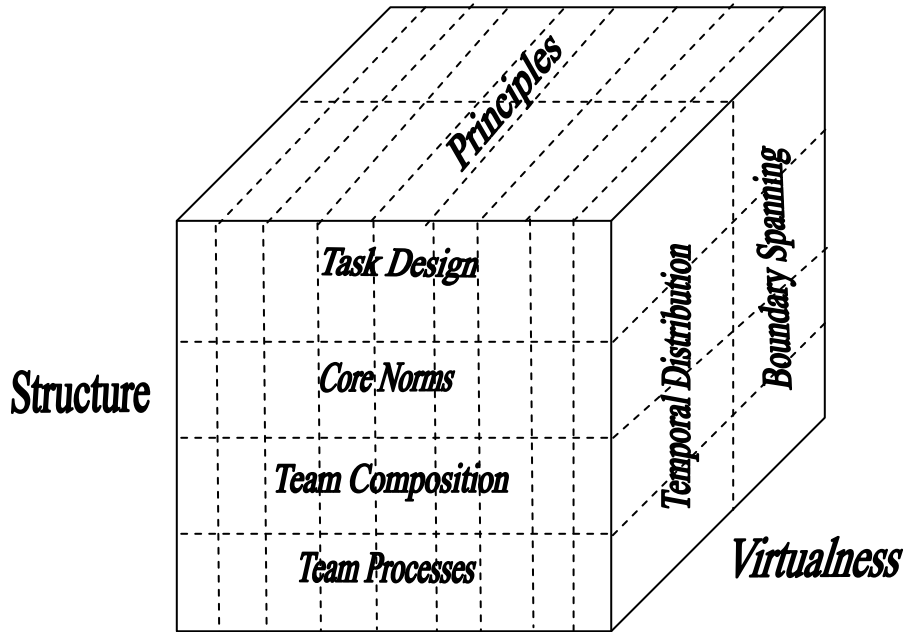 Principles
Task Design
Core Norms
Structure
Team Composition
Team Processes
Temporal Distribution
Boundary Spanning
Virtualness